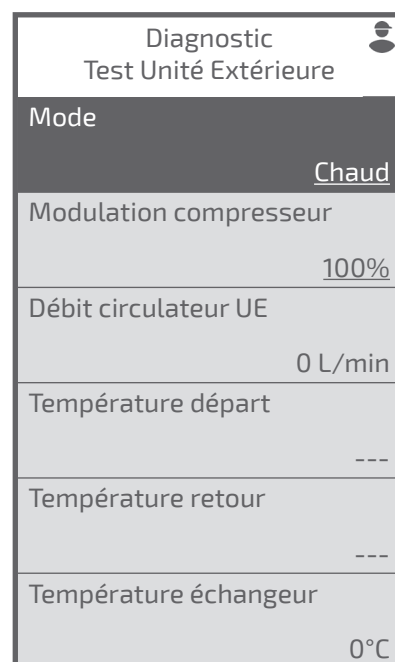 Diagnostic
Test Unité Extérieure
Mode
Chaud
Modulation compresseur
100%
Débit circulateur UE
0 L/min
Température départ
---
Température retour
---
Température échangeur
0°C